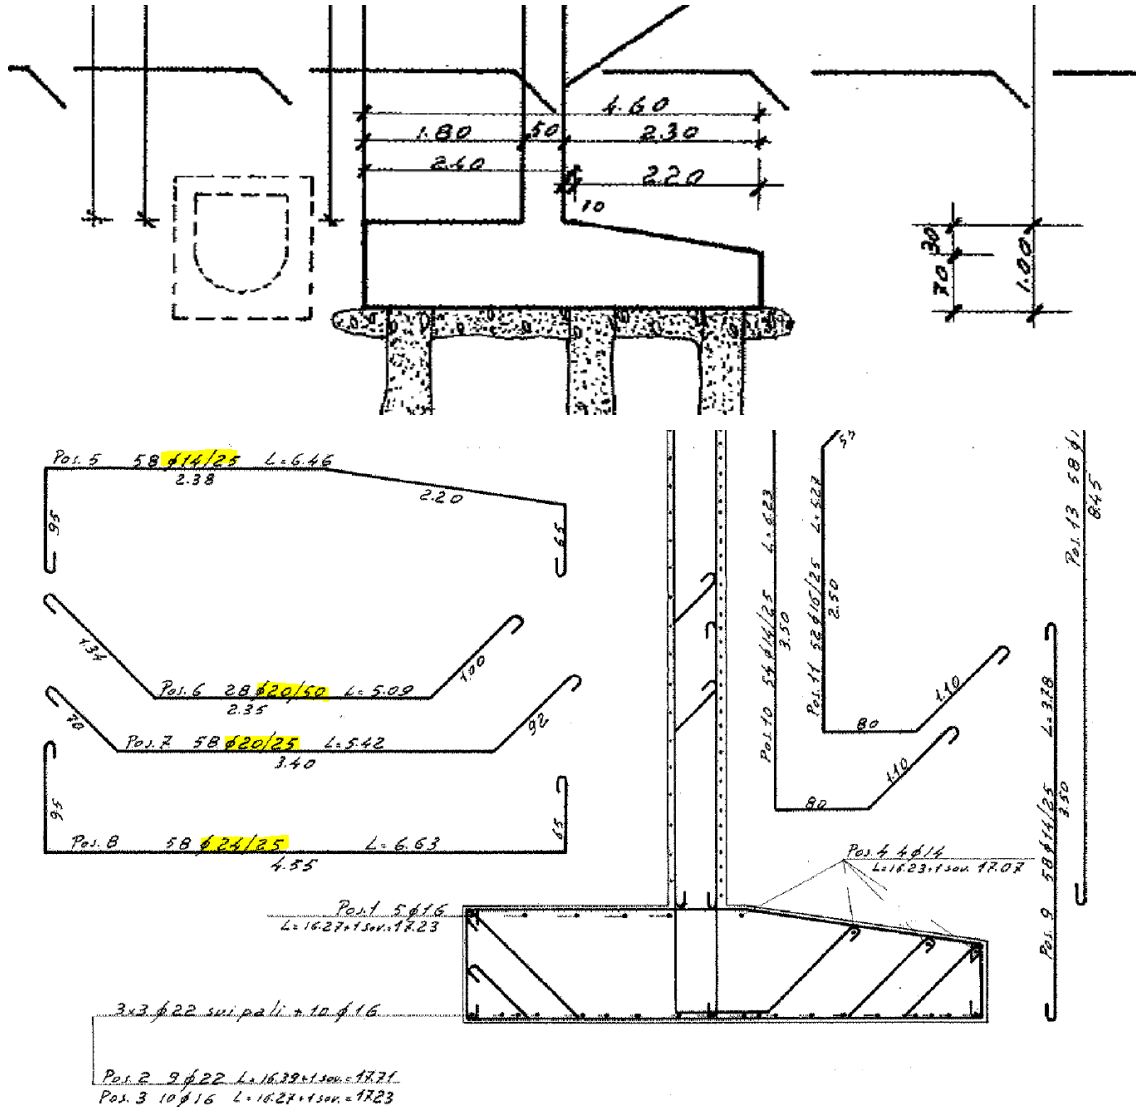 4.60
1.80 50 2.30
2.40
2.20
10
30
70
1.00
Pos. 5 58 ϕ14/25 L=6.46
2.38
2.20
95
65
1.34
Pos. 6 28 ϕ20/50 L=5.09
2.35
1.00
70
Pos. 7 58 ϕ20/25 L=5.42
3.40
92
95
65
Pos. 8 58 ϕ24/25 L=6.63
4.55
Pos. 10 54 ϕ14/25 L=6.23
3.50
80
1.10
Pos. 11 52 ϕ16/25 L=5.27
2.50
80
1.10
Pos. 13 58 ϕ1
8.45
Pos. 9 58 ϕ14/25 L=3.78
3.50
Pos. 4 4ϕ14
L=16.23+1 sov. 17.07
Pos. 1 5ϕ16
L=16.27+1 sov.=17.23
3x3 ϕ22 sui pali + 10 ϕ16
Pos. 2 9 ϕ22 L=16.39+1 sov.=17.71
Pos. 3 10 ϕ16 L=16.27+1 sov.=17.23